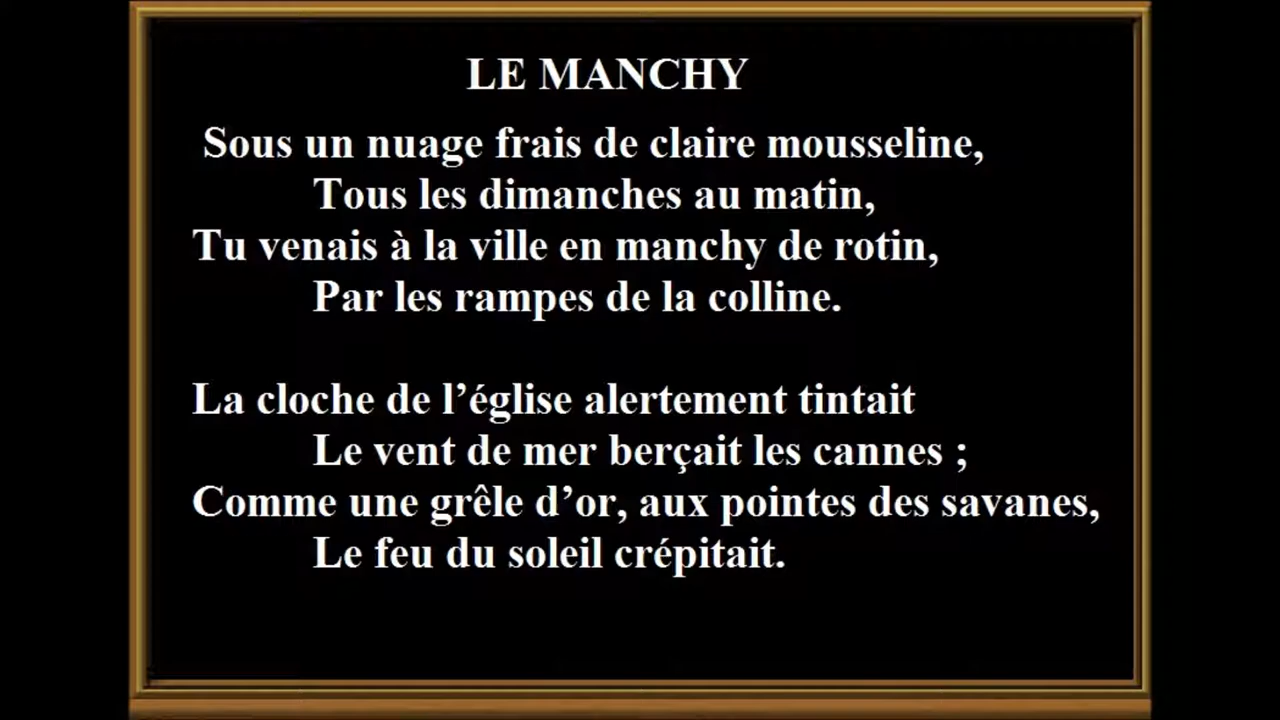 LE MANCHY
Sous un nuage frais de claire mousseline,
Tous les dimanches au matin,
Tu venais à la ville en manchy de rotin,
Par les rampes de la colline.
La cloche de l’église alertement tintait
Le vent de mer berçait les cannes ;
Comme une grêle d’or, aux pointes des savanes,
Le feu du soleil crépitait.